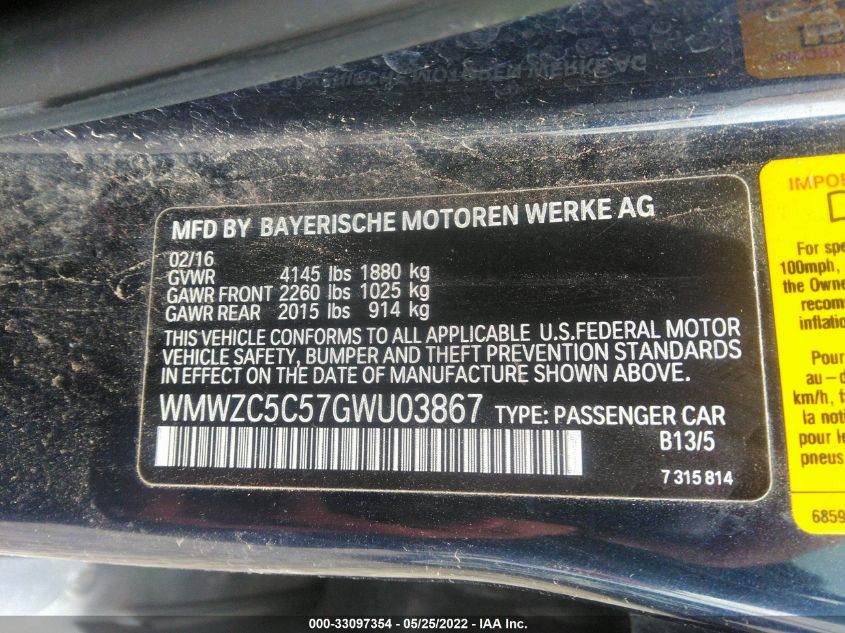 MFD BY BAYERISCHE MOTOREN WERKE AG
02/16
GVWR 4145 lbs 1880 kg
GAWR FRONT 2260 lbs 1025 kg
GAWR REAR 2015 lbs 914 kg
THIS VEHICLE CONFORMS TO ALL APPLICABLE U.S.FEDERAL MOTOR
VEHICLE SAFETY, BUMPER AND THEFT PREVENTION STANDARDS
IN EFFECT ON THE DATE OF MANUFACTURE SHOWN ABOVE.
WMWZC5C57GWU03867 TYPE: PASSENGER CAR
B13/5
7 315 814
For spe
100mph,
the Owne
recom
inflatio
Pour
au-d
km/h, f
la noti
pour le
pneus
6859
000-33097354 - 05/25/2022 - IAA Inc.